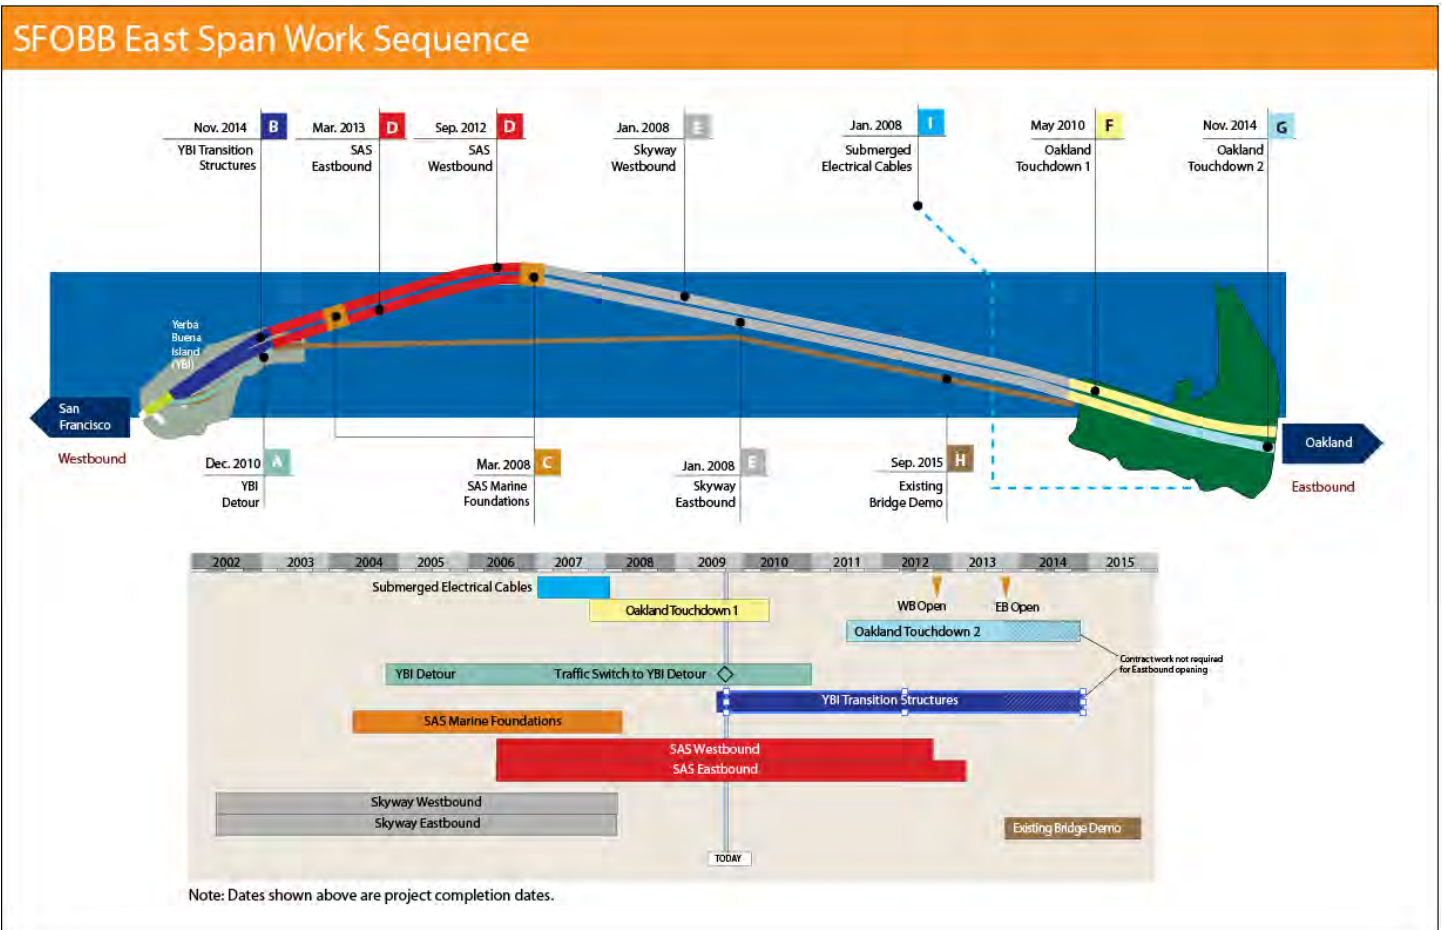 SFOBB East Span Work Sequence
Nov. 2014 B
YBI Transition
Structures
Mar. 2013 D
SAS
Eastbound
Sep. 2012 D
SAS
Westbound
Jan. 2008 E
Skyway
Westbound
Jan. 2008 I
Submerged
Electrical Cables
May 2010 F
Oakland
Touchdown 1
Nov. 2014 G
Oakland
Touchdown 2
Yerba
Buena
Island
(YBI)
San
Francisco
Westbound
Oakland
Eastbound
Dec. 2010 A
YBI
Detour
Mar. 2008 C
SAS Marine
Foundations
Jan. 2008 E
Skyway
Eastbound
Sep. 2015 H
Existing
Bridge Demo
2002 2003 2004 2005 2006 2007 2008 2009 2010 2011 2012 2013 2014 2015
Submerged Electrical Cables
Oakland Touchdown 1
WB Open
EB Open
Oakland Touchdown 2
Contract work not required
for Eastbound opening
YBI Detour
Traffic Switch to YBI Detour
YBI Transition Structures
SAS Marine Foundations
SAS Westbound
SAS Eastbound
Skyway Westbound
Skyway Eastbound
Existing Bridge Demo
TODAY
Note: Dates shown above are project completion dates.